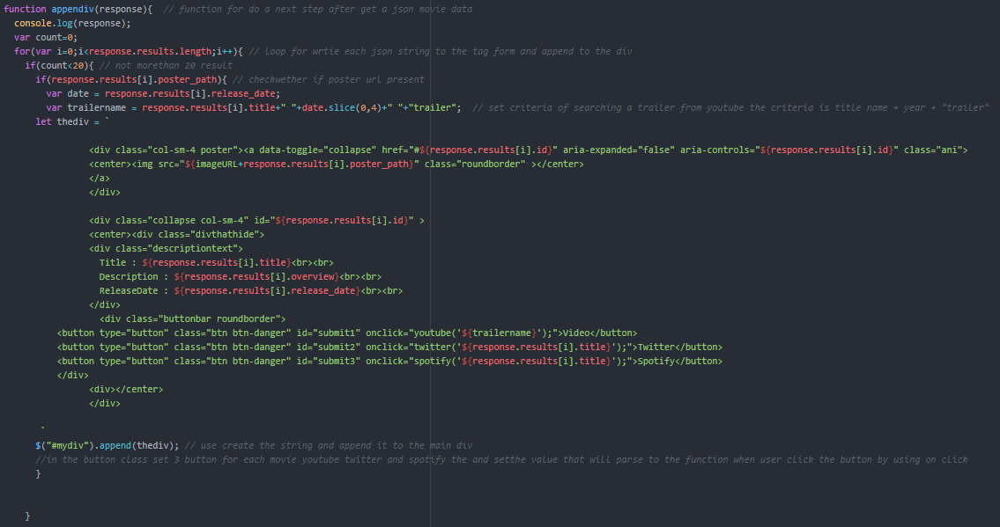 function appendiv(response){  // function for do a next step after get a json movie data
  console.log(response);
  var count=0;
  for(var i=0;i<response.results.length;i++){ // loop for wrtie each json string to the tag form and append to the div
    if(count<20){ // not morethan 20 result
      if(response.results[i].poster_path){ // checkwether if poster url present
        var date = response.results[i].release_date;
        var trailername = response.results[i].title+" "+date.slice(0,4)+" "+"trailer";  // set criteria of searching a trailer from youtube the criteria is title name + year + "trailer"
      let thediv = `
                <div class="col-sm-4 poster"><a data-toggle="collapse" href="#${response.results[i].id}" aria-expanded="false" aria-controls="${response.results[i].id}" class="ani">
                <center><img src="${imageURL+response.results[i].poster_path}" class="roundborder" ></center>
                </a>
                </div>
                <div class="collapse col-sm-4" id="${response.results[i].id}" >
                <center><div class="divthathide">
                <div class="descriptiontext">
                  Title : ${response.results[i].title}<br><br>
                  Description : ${response.results[i].overview}<br><br>
                  ReleaseDate : ${response.results[i].release_date}<br><br>
                </div>
                  <div class="buttonbar roundborder">
          <button type="button" class="btn btn-danger" id="submit1" onclick="youtube('${trailername}');">Video</button>
          <button type="button" class="btn btn-danger" id="submit2" onclick="twitter('${response.results[i].title}');">Twitter</button>
          <button type="button" class="btn btn-danger" id="submit3" onclick="spotify('${response.results[i].title}');">Spotify</button>
          </div>
                <div></center>
                </div>
       `
      $("#mydiv").append(thediv); // use create the string and append it to the main div
      //in the button class set 3 button for each movie youtube twitter and spotify the and setthe value that will parse to the function when user click the button by using on click
      }
    }